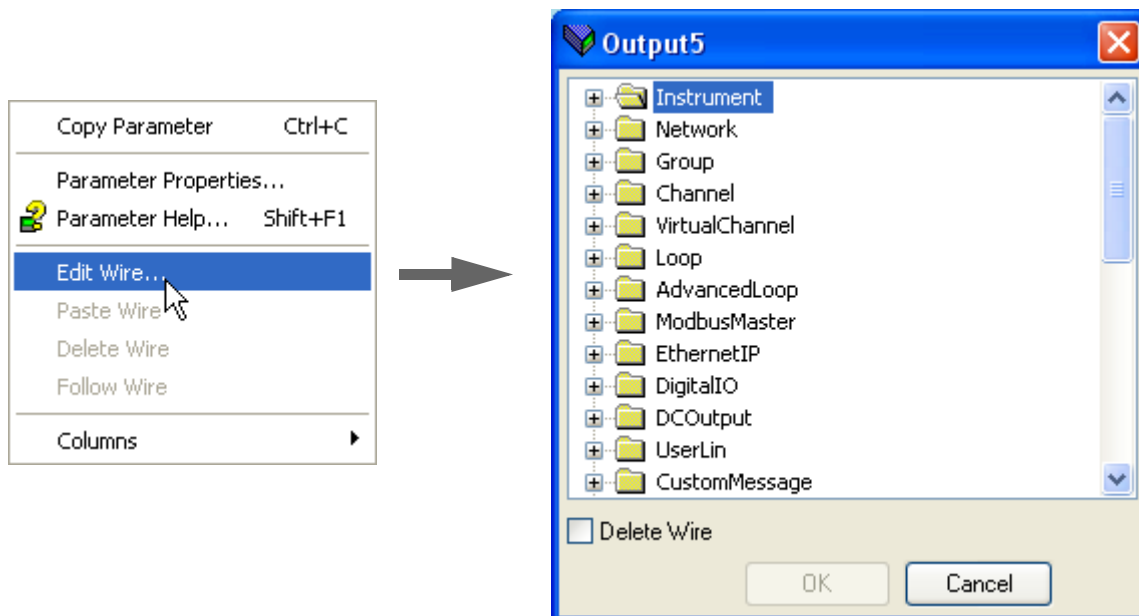 Copy Parameter Ctrl+C
Parameter Properties...
Parameter Help... Shift+F1
Edit Wire...
Paste Wire
Delete Wire
Follow Wire
Columns
Output5
Instrument
Network
Group
Channel
VirtualChannel
Loop
AdvancedLoop
ModbusMaster
EthernetIP
DigitalIO
DCOutput
UserLin
CustomMessage
Delete Wire
OK Cancel